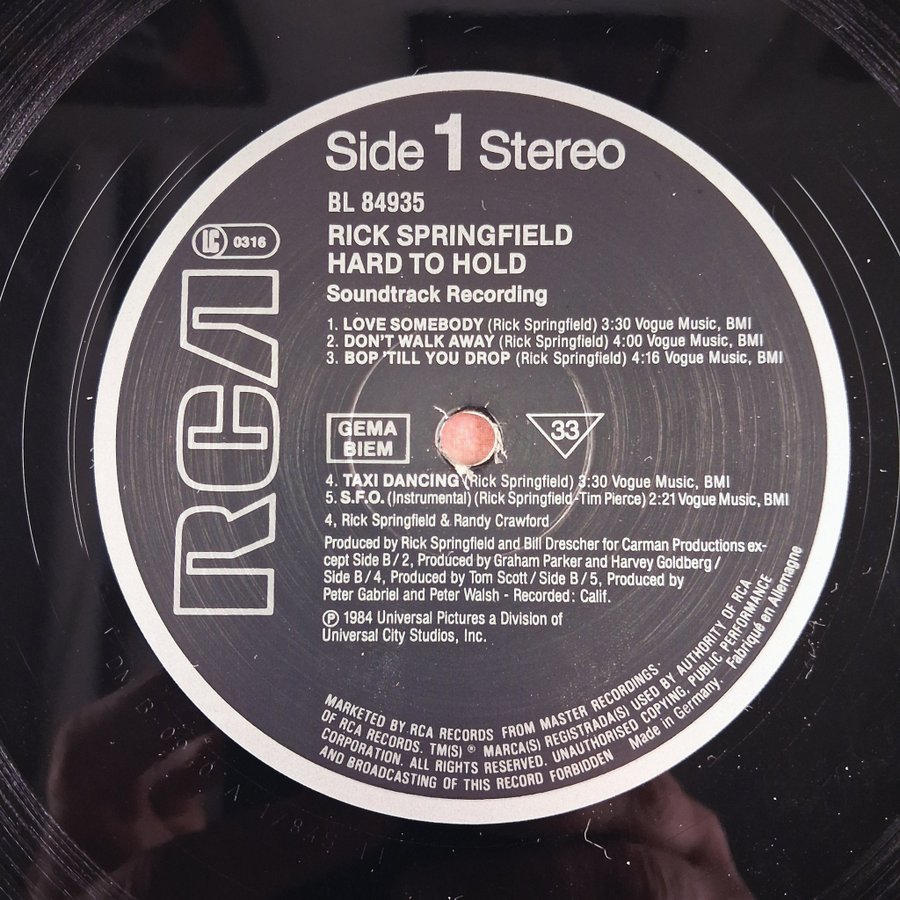 Side 1 Stereo
BL 84935
LC 0316
RICK SPRINGFIELD
HARD TO HOLD
Soundtrack Recording
1. LOVE SOMEBODY (Rick Springfield) 3:30 Vogue Music, BMI
2. DON'T WALK AWAY (Rick Springfield) 4:00 Vogue Music, BMI
3. BOP 'TILL YOU DROP (Rick Springfield) 4:16 Vogue Music, BMI
RCA
GEMA
BIEM
33
4. TAXI DANCING (Rick Springfield) 3:30 Vogue Music, BMI
5. S.F.O. (Instrumental) (Rick Springfield-Tim Pierce) 2:21 Vogue Music, BMI
4, Rick Springfield & Randy Crawford
Produced by Rick Springfield and Bill Drescher for Carman Productions ex-
cept Side B/2, Produced by Graham Parker and Harvey Goldberg/
Side B/4, Produced by Tom Scott/Side B/5, Produced by
Peter Gabriel and Peter Walsh - Recorded: Calif.
℗ 1984 Universal Pictures a Division of
Universal City Studios, Inc.
MARKETED BY RCA RECORDS FROM MASTER RECORDINGS.
OF RCA RECORDS. TM(S) ® MARCA(S) REGISTRADA(S) USED BY AUTHORITY OF RCA
CORPORATION. ALL RIGHTS RESERVED. UNAUTHORISED COPYING, PUBLIC PERFORMANCE
AND BROADCASTING OF THIS RECORD FORBIDDEN Made in Germany. Fabriqué en Allemagne